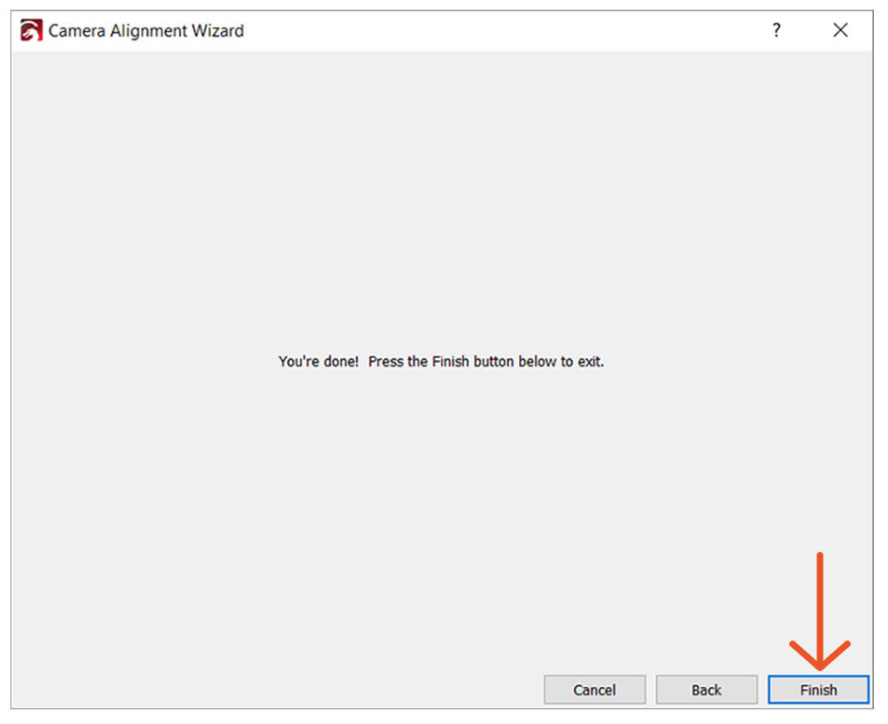 Camera Alignment Wizard
?
You're done! Press the Finish button below to exit.
Cancel Back Finish